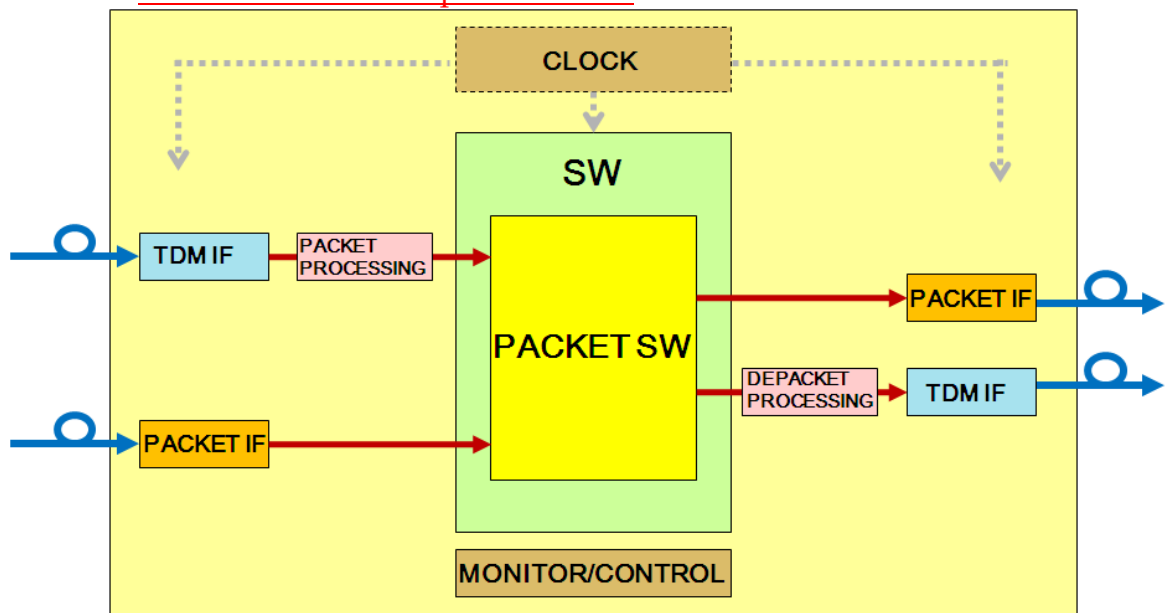 CLOCK
SW
TDM IF
PACKET
PROCESSING
PACKET IF
PACKET SW
DEPACKET
PROCESSING
TDM IF
PACKET IF
MONITOR/CONTROL